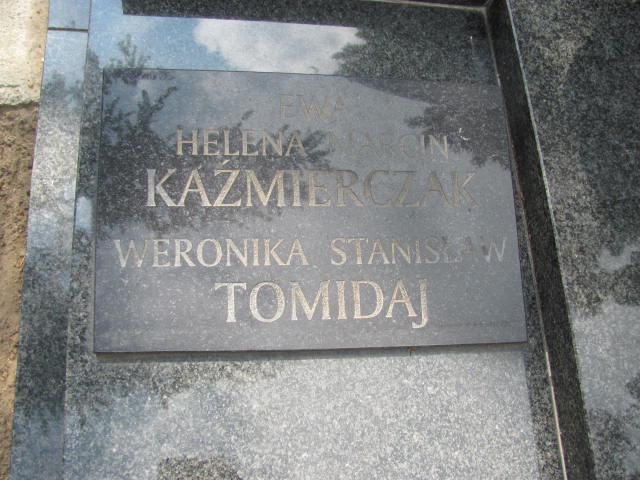 EWA
HELENA MARCIN
KAŹMIERCZAK
WERONIKA STANISŁAW
TOMIDAJ